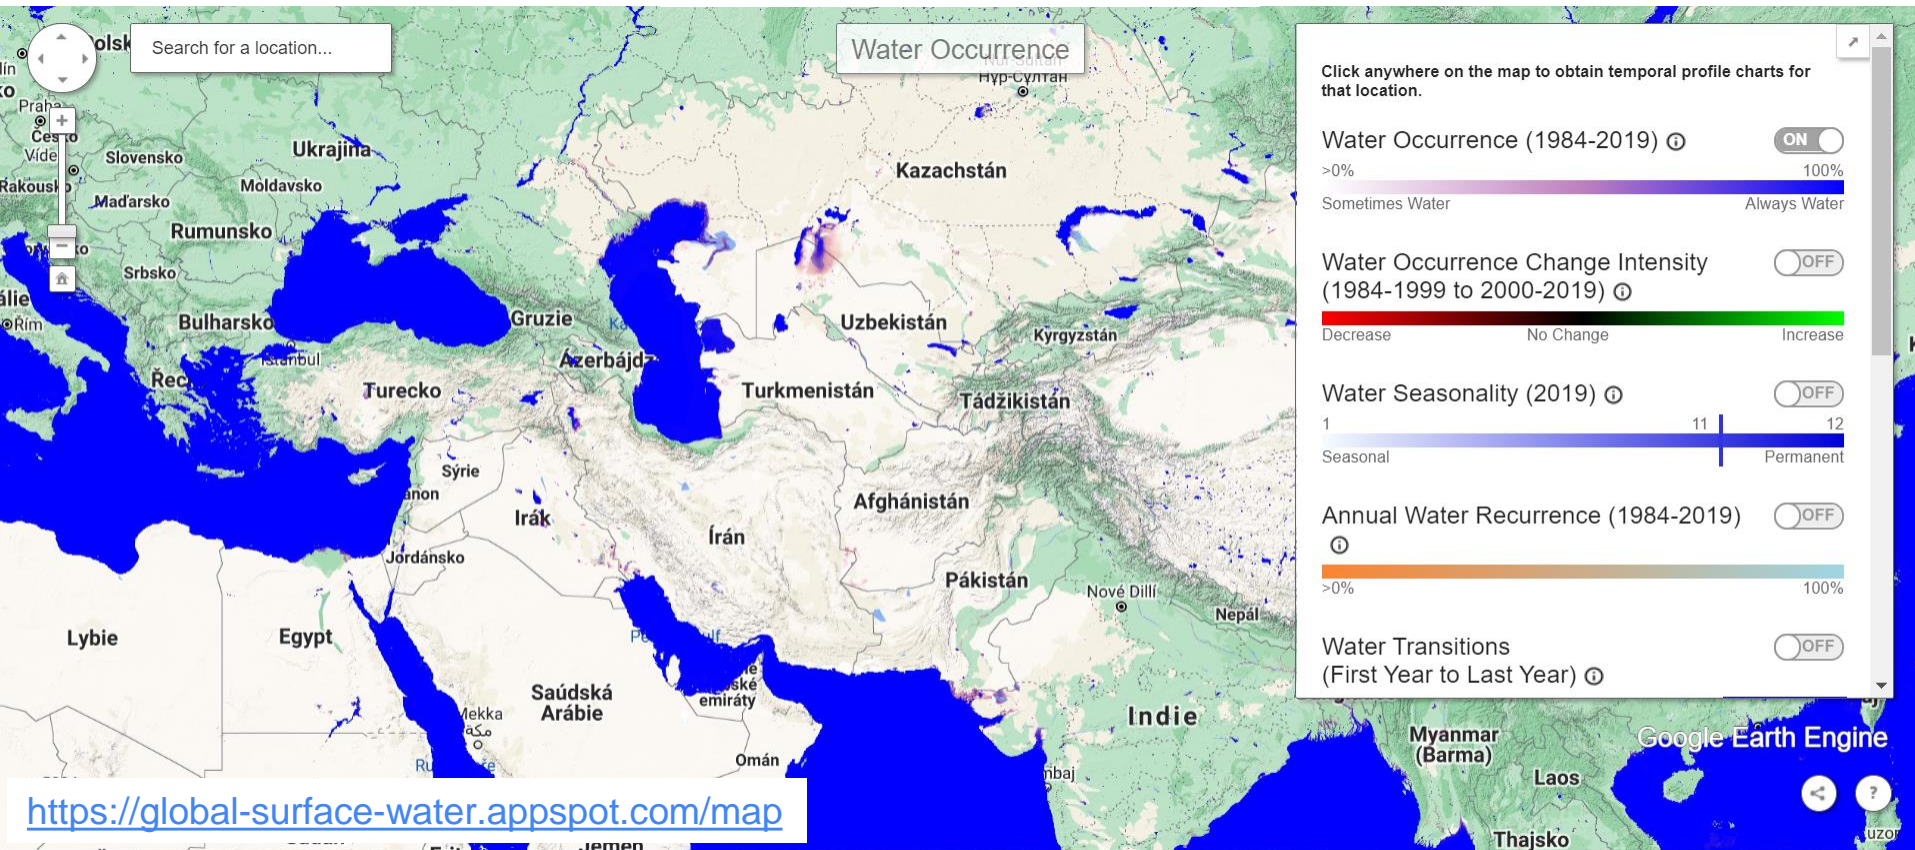 Search for a location...
Water Occurrence
Нур-Султан
Praha
Česko
Slovensko
Ukrajina
Kazachstán
Moldavsko
Maďarsko
Rumunsko
Srbsko
Řím
Bulharsko
Gruzie
Uzbekistán
Kyrgyzstán
Istanbul
Turecko
Turkmenistán
Tádžikistán
Sýrie
Irák
Írán
Afghánistán
Jordánsko
Pákistán
Nové Dillí
Nepál
Lybie
Egypt
Saúdská
Arábie
emiráty
Mekka
مكة
Omán
Indie
Myanmar
(Barma)
Laos
Thajsko
Click anywhere on the map to obtain temporal profile charts for
that location.
Water Occurrence (1984-2019)
ON
>0% 100%
Sometimes Water Always Water
Water Occurrence Change Intensity
(1984-1999 to 2000-2019)
OFF
Decrease No Change Increase
Water Seasonality (2019)
OFF
1 11 12
Seasonal Permanent
Annual Water Recurrence (1984-2019)
OFF
>0% 100%
Water Transitions
(First Year to Last Year)
OFF
Google Earth Engine
https://global-surface-water.appspot.com/map